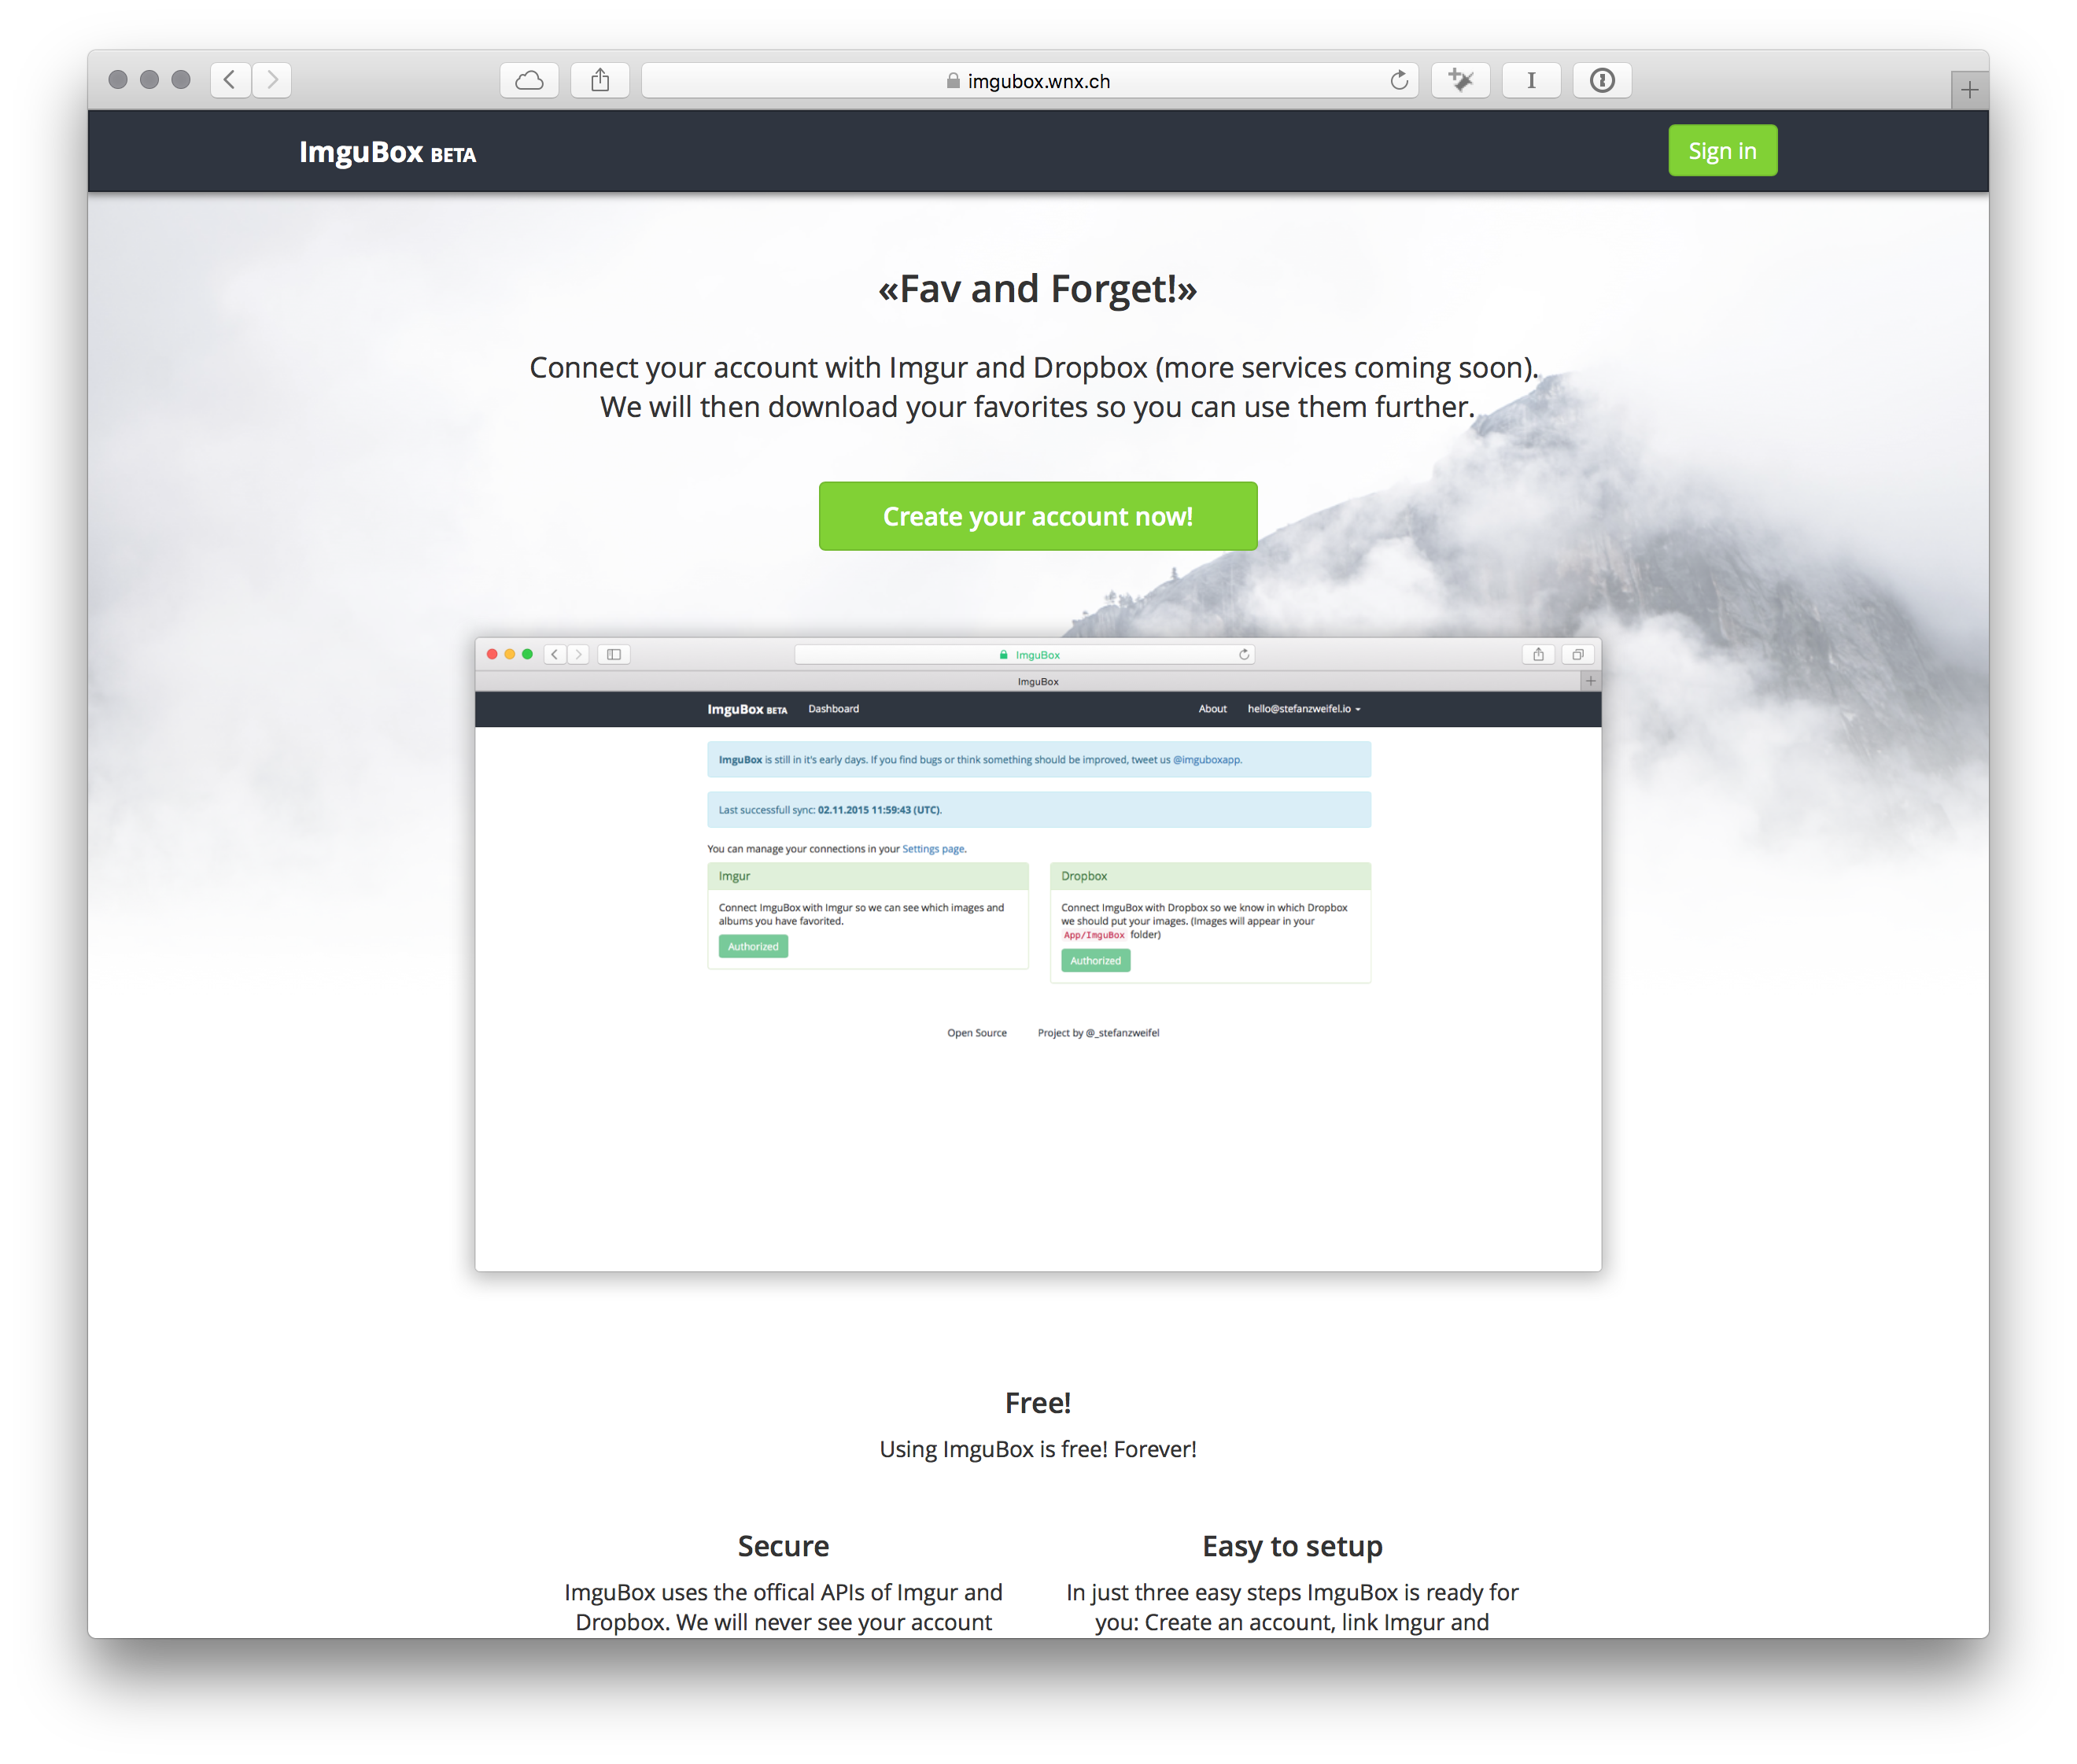 imgubox.wnx.ch
ImguBox BETA
Sign in
«Fav and Forget!»
Connect your account with Imgur and Dropbox (more services coming soon).
We will then download your favorites so you can use them further.
Create your account now!
ImguBox
ImguBox
ImguBox BETA Dashboard About hello@stefanzweifel.io
ImguBox is still in it's early days. If you find bugs or think something should be improved, tweet us @imguboxapp.
Last successfull sync: 02.11.2015 11:59:43 (UTC).
You can manage your connections in your Settings page.
Imgur
Connect ImguBox with Imgur so we can see which images and
albums you have favorited.
Authorized
Dropbox
Connect ImguBox with Dropbox so we know in which Dropbox
we should put your images. (Images will appear in your
App/ImguBox folder)
Authorized
Open Source Project by @_stefanzweifel
Free!
Using ImguBox is free! Forever!
Secure
ImguBox uses the offical APIs of Imgur and
Dropbox. We will never see your account
Easy to setup
In just three easy steps ImguBox is ready for
you: Create an account, link Imgur and